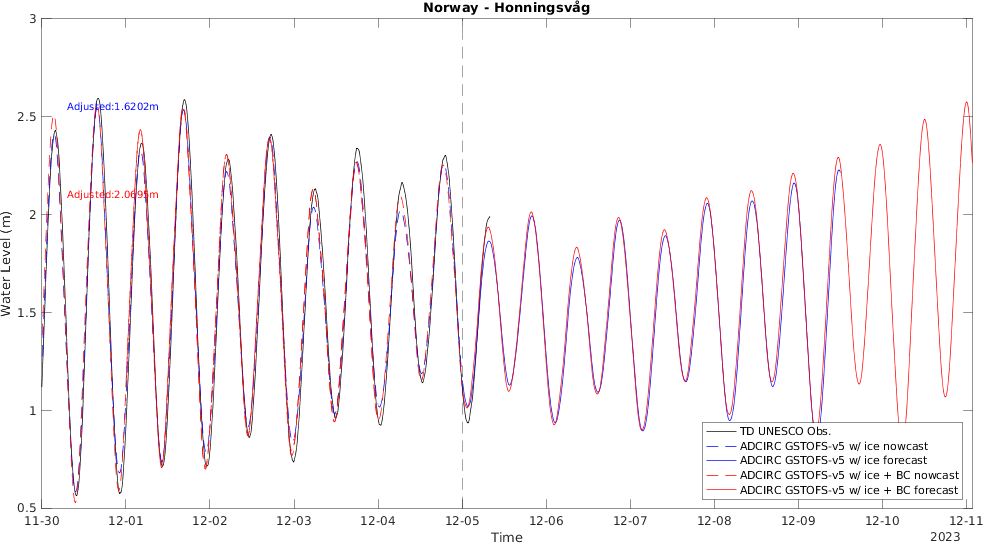 Norway - Honningsvåg
3
2.5
2
1.5
1
0.5
Water Level (m)
Adjusted:1.6202m
Adjusted:2.0695m
TD UNESCO Obs.
ADCIRC GSTOFS-v5 w/ ice nowcast
ADCIRC GSTOFS-v5 w/ ice forecast
ADCIRC GSTOFS-v5 w/ ice + BC nowcast
ADCIRC GSTOFS-v5 w/ ice + BC forecast
11-30 12-01 12-02 12-03 12-04 12-05 12-06 12-07 12-08 12-09 12-10 12-11
Time
2023